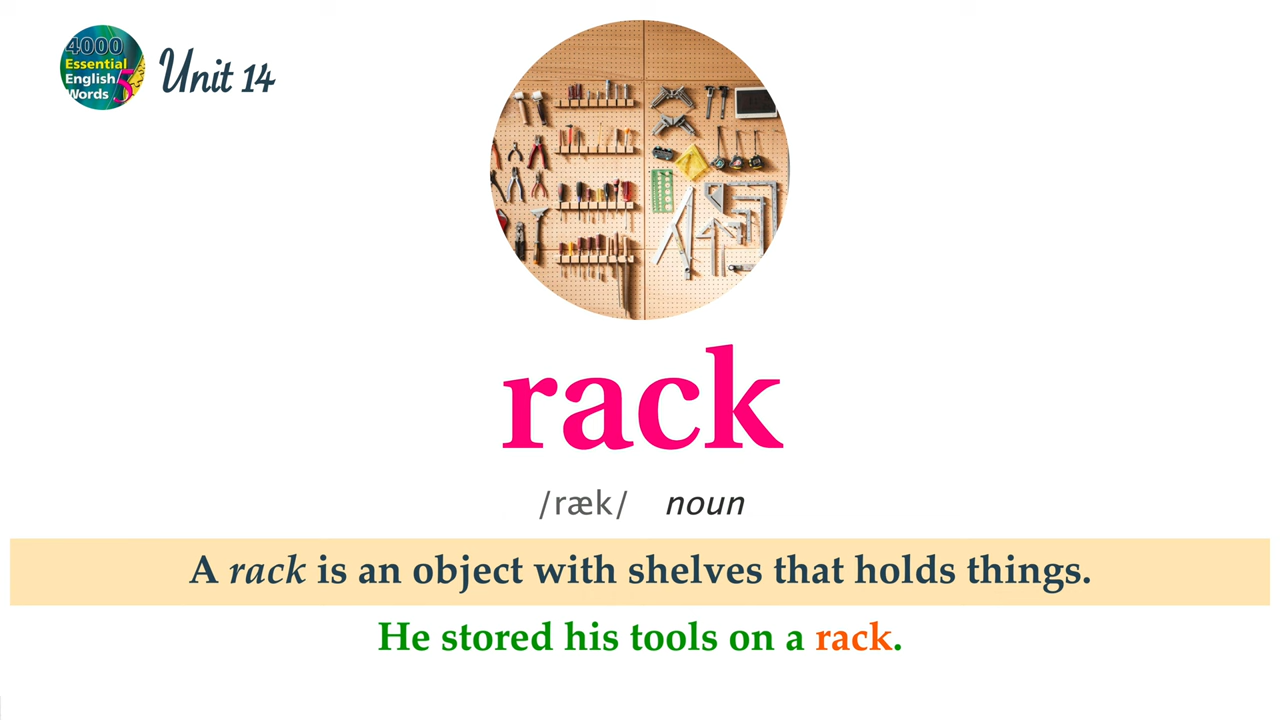 4000
Essential
English
Words 5
Unit 14
rack
/ræk/ noun
A rack is an object with shelves that holds things.
He stored his tools on a rack.